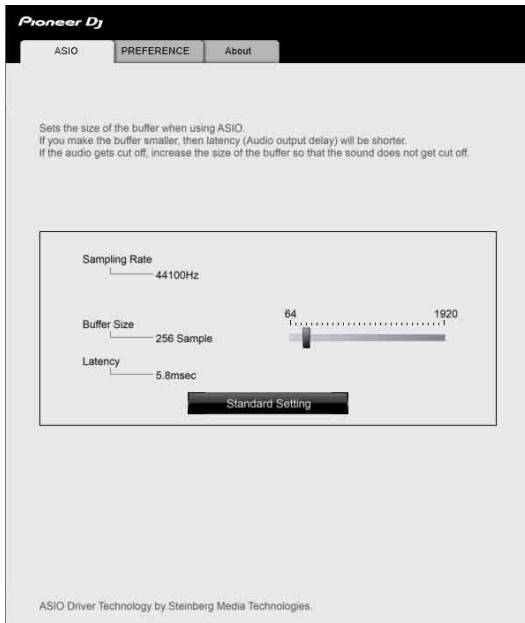 Pioneer Dj
ASIO PREFERENCE About
Sets the size of the buffer when using ASIO.
If you make the buffer smaller, then latency (Audio output delay) will be shorter.
If the audio gets cut off, increase the size of the buffer so that the sound does not get cut off.
Sampling Rate
44100Hz
64 1920
Buffer Size
256 Sample
Latency
5.8msec
Standard Setting
ASIO Driver Technology by Steinberg Media Technologies.